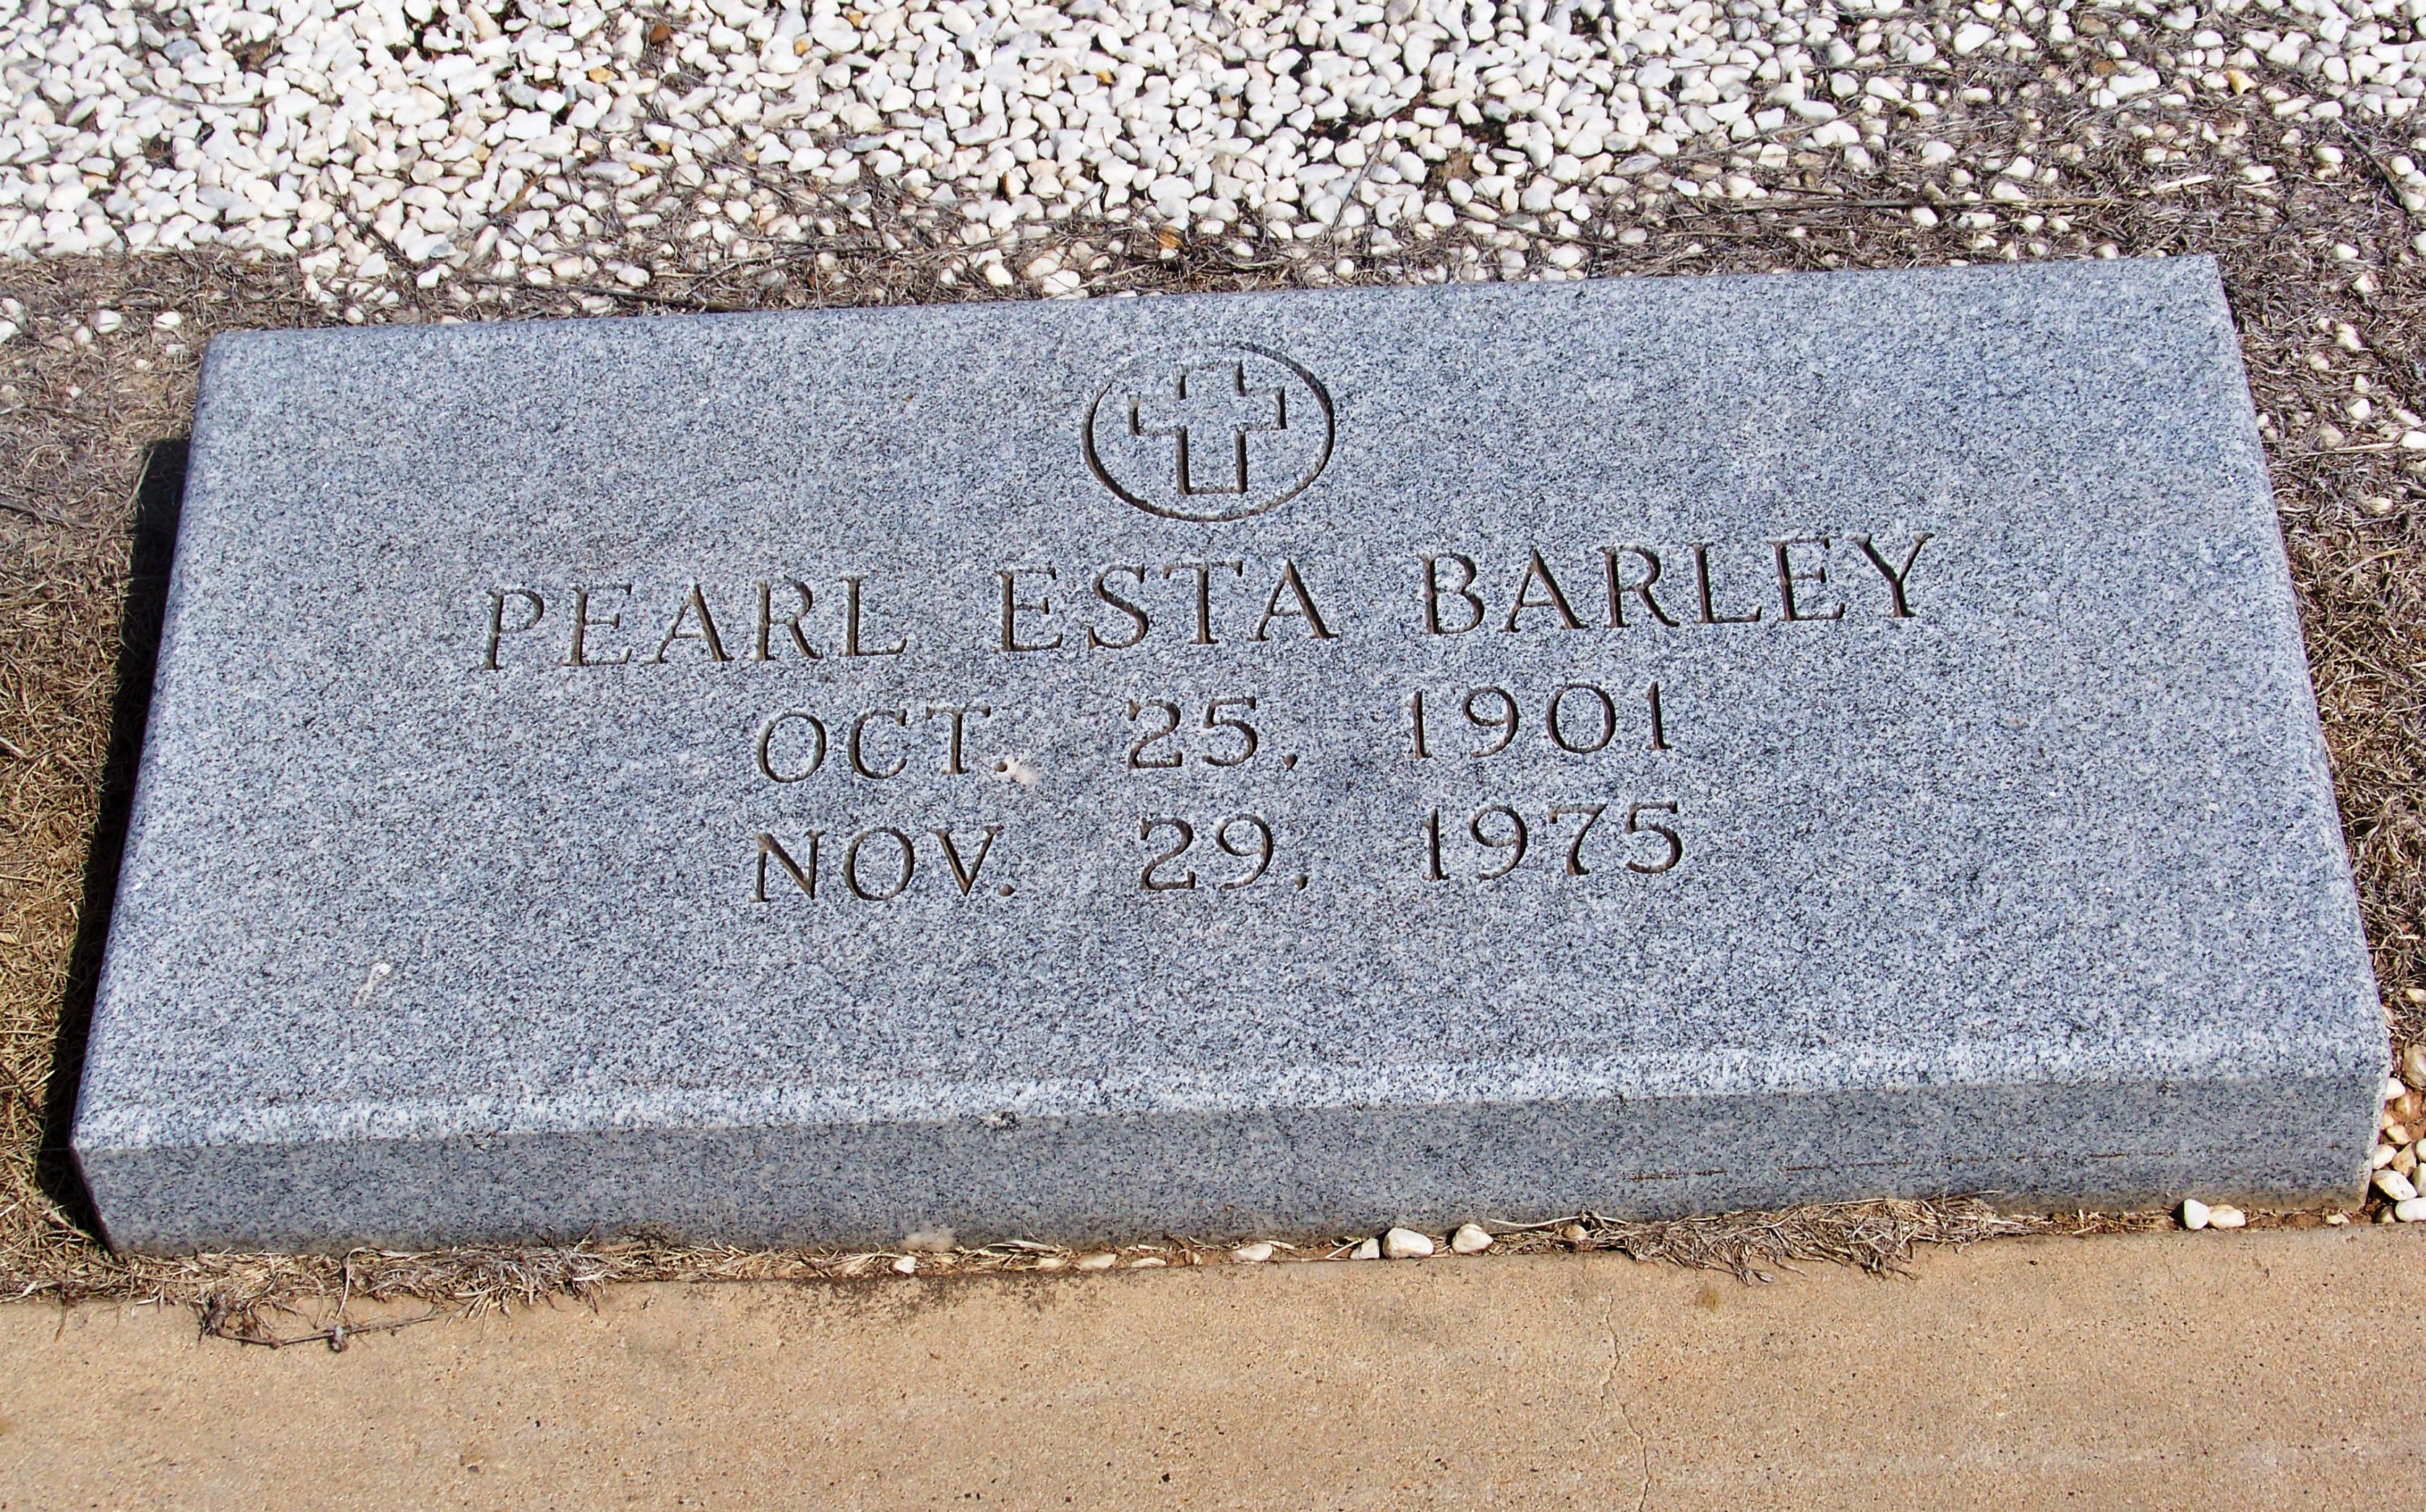 PEARL ESTA BARLEY
OCT. 25, 1901
NOV. 29, 1975